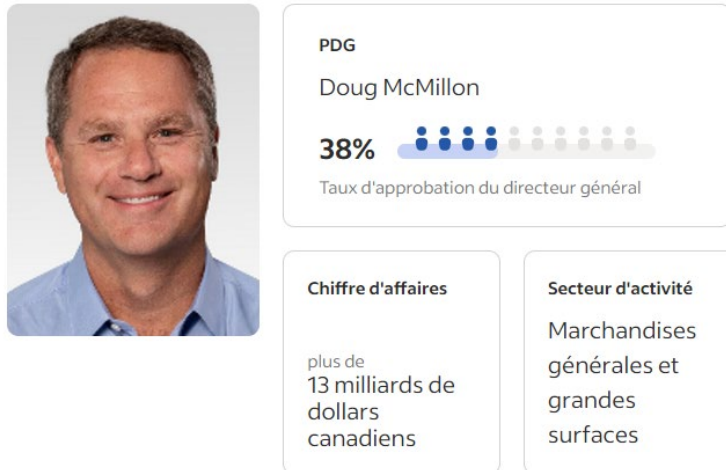 PDG
Doug McMillon
38%
Taux d'approbation du directeur général
Chiffre d'affaires
plus de
13 milliards de
dollars
canadiens
Secteur d'activité
Marchandises
générales et
grandes
surfaces